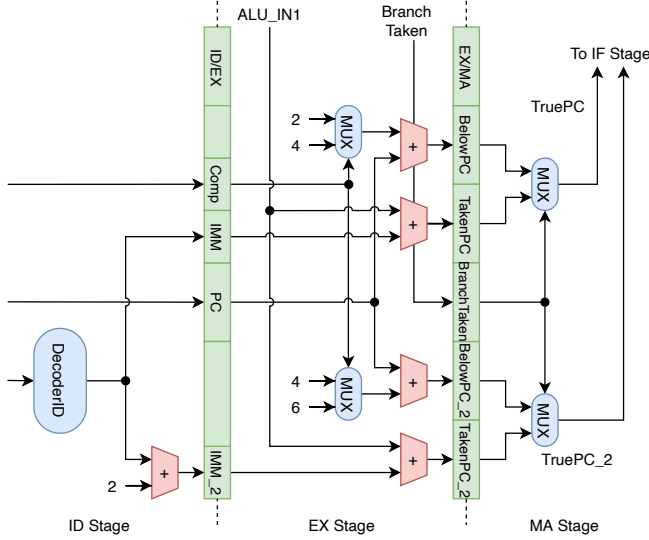 ALU_IN1
Branch
Taken
ID/EX
EX/MA
To IF Stage
TruePC
2
4
MUX
+
BelowPC
MUX
Comp
IMM
+
TakenPC
PC
BranchTaken
DecoderID
4
6
MUX
+
BelowPC_2
MUX
TruePC_2
2
+
IMM_2
+
TakenPC_2
ID Stage
EX Stage
MA Stage